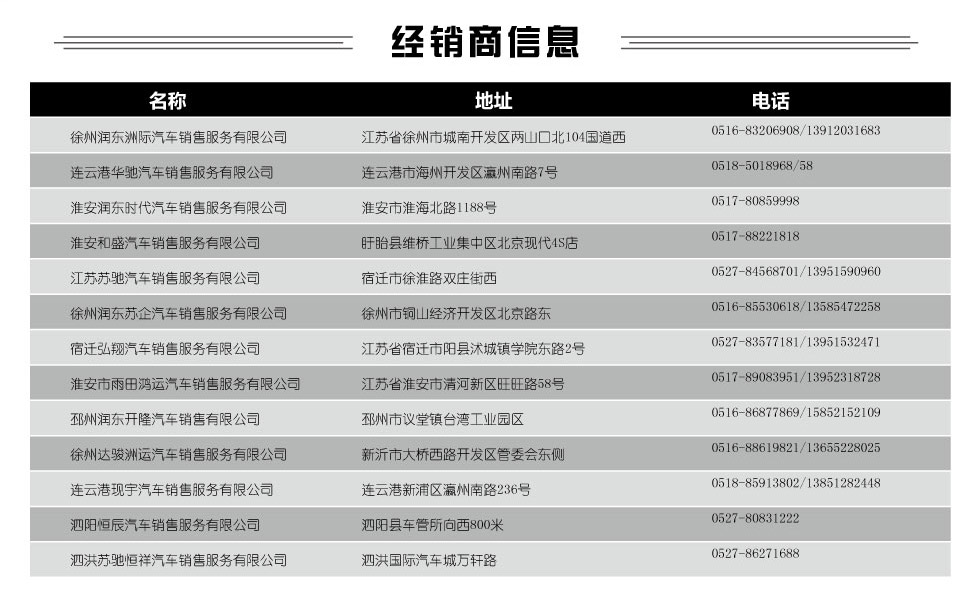 经销商信息
名称 地址 电话
徐州润东洲际汽车销售服务有限公司 江苏省徐州市城南开发区两山口北104国道西 0516-83206908/13912031683
连云港华驰汽车销售服务有限公司 连云港市海州开发区瀛州南路7号 0518-5018968/58
淮安润东时代汽车销售服务有限公司 淮安市淮海北路1188号 0517-80859998
淮安和盛汽车销售服务有限公司 盱眙县维桥工业集中区北京现代4S店 0517-88221818
江苏苏驰汽车销售服务有限公司 宿迁市徐淮路双庄街西 0527-84568701/13951590960
徐州润东苏企汽车销售服务有限公司 徐州市铜山经济开发区北京路东 0516-85530618/13585472258
宿迁弘翔汽车销售服务有限公司 江苏省宿迁市阳县沭城镇学院东路2号 0527-83577181/13951532471
淮安市雨田鸿运汽车销售服务有限公司 江苏省淮安市清河新区旺旺路58号 0517-89083951/13952318728
邳州润东开隆汽车销售服务有限公司 邳州市议堂镇台湾工业园区 0516-86877869/15852152109
徐州达骏洲运汽车销售服务有限公司 新沂市大桥西路开发区管委会东侧 0516-88619821/13655228025
连云港现宇汽车销售服务有限公司 连云港新浦区瀛州南路236号 0518-85913802/13851282448
泗阳恒辰汽车销售服务有限公司 泗阳县车管所向西800米 0527-80831222
泗洪苏驰恒祥汽车销售服务有限公司 泗洪国际汽车城万轩路 0527-86271688